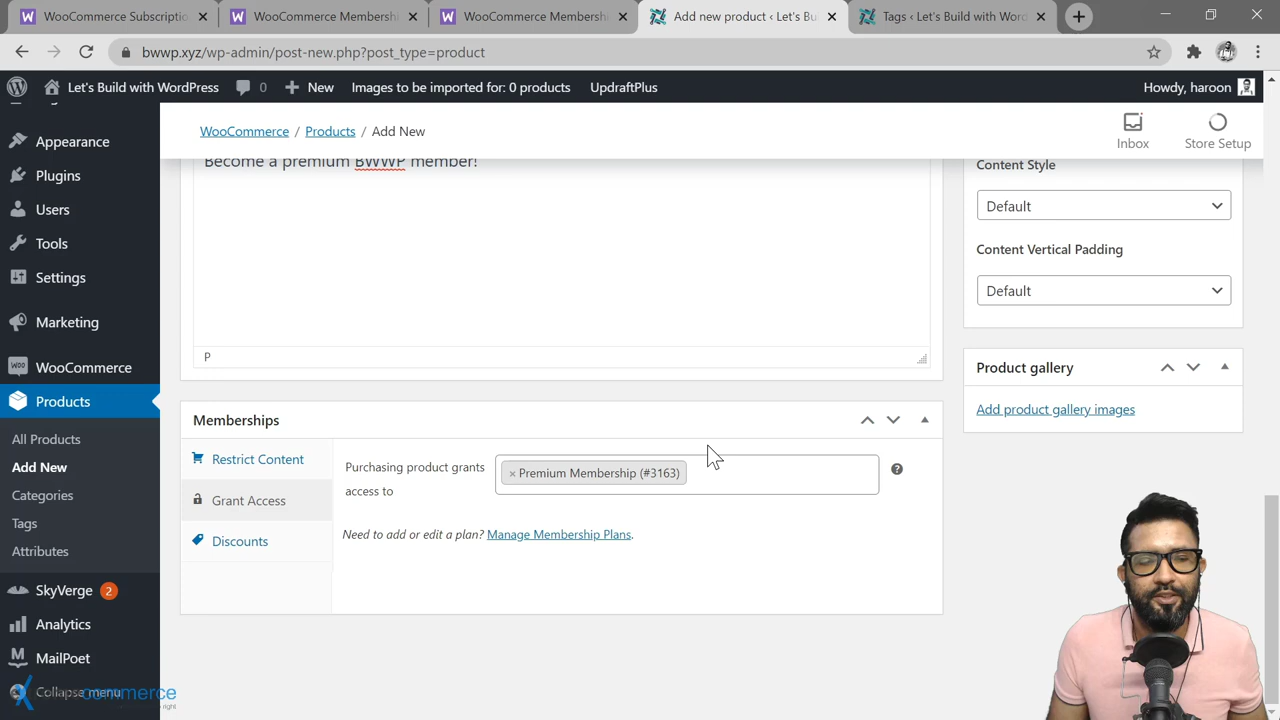 WooCommerce Subscriptio
WooCommerce Membershi
WooCommerce Membershi
Add new product ‹ Let's Bu
Tags ‹ Let's Build with Wor
bwwp.xyz/wp-admin/post-new.php?post_type=product
Let's Build with WordPress 0 New Images to be imported for: 0 products UpdraftPlus Howdy, haroon
Appearance
Plugins
Users
Tools
Settings
Marketing
WooCommerce
Products
All Products
Add New
Categories
Tags
Attributes
SkyVerge 2
Analytics
MailPoet
Collapse menu
commerce
WooCommerce / Products / Add New
Inbox
Store Setup
Become a premium BWWP member!
P
Memberships
Restrict Content
Grant Access
Discounts
Purchasing product grants
access to
× Premium Membership (#3163)
Need to add or edit a plan? Manage Membership Plans.
Content Style
Default
Content Vertical Padding
Default
Product gallery
Add product gallery images